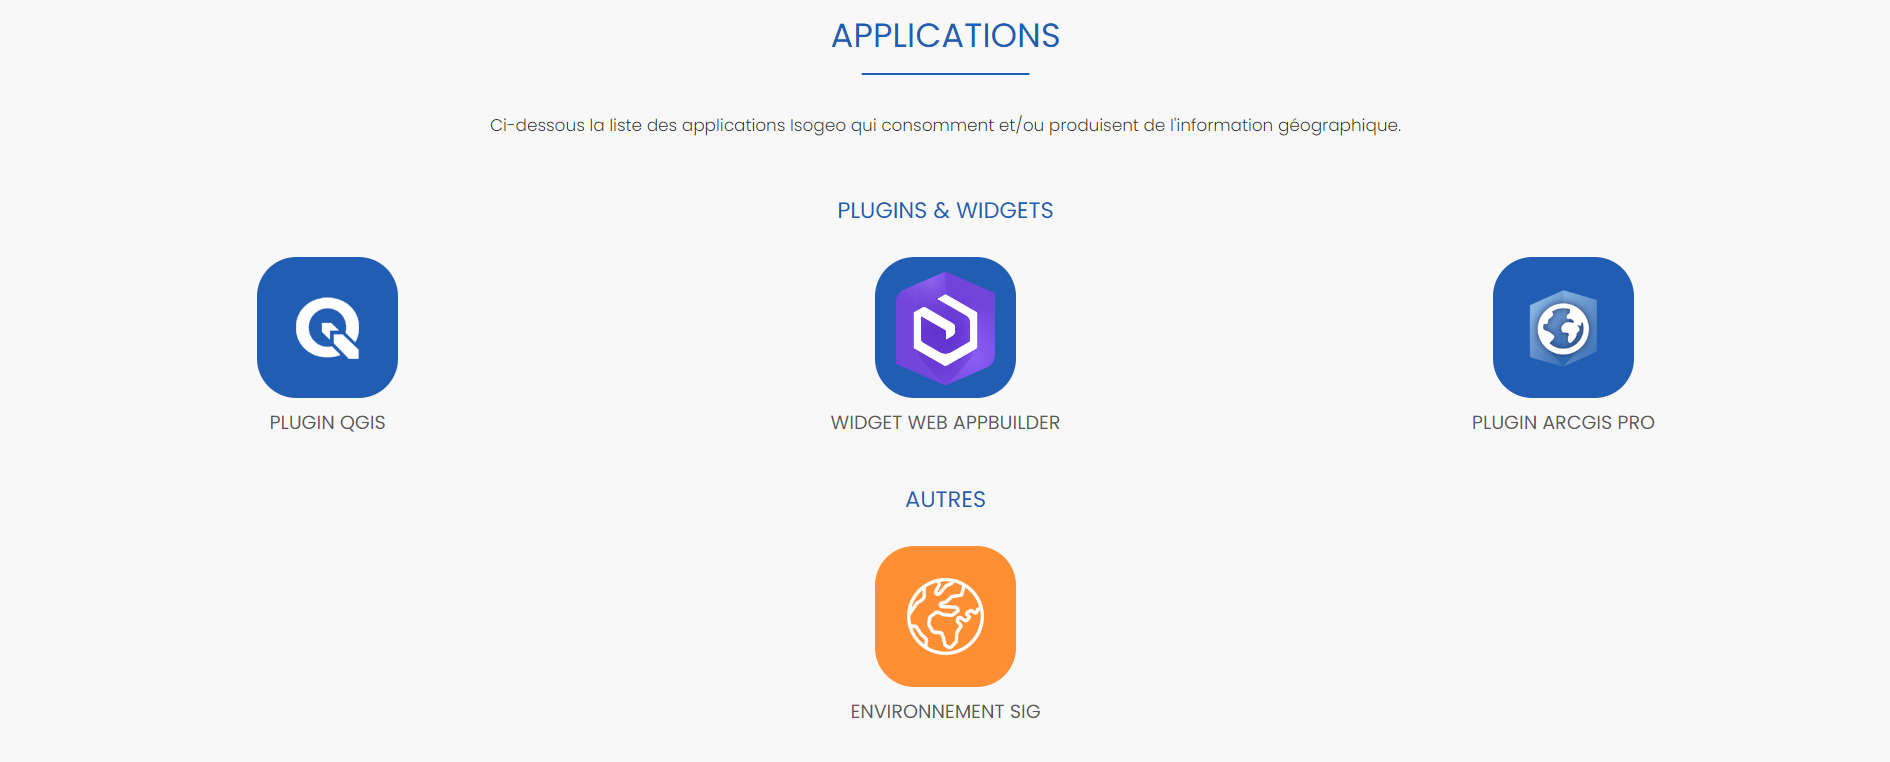 APPLICATIONS
Ci-dessous la liste des applications Isogeo qui consomment et/ou produisent de l'information géographique.
PLUGINS & WIDGETS
PLUGIN QGIS
WIDGET WEB APPBUILDER
PLUGIN ARCGIS PRO
AUTRES
ENVIRONNEMENT SIG